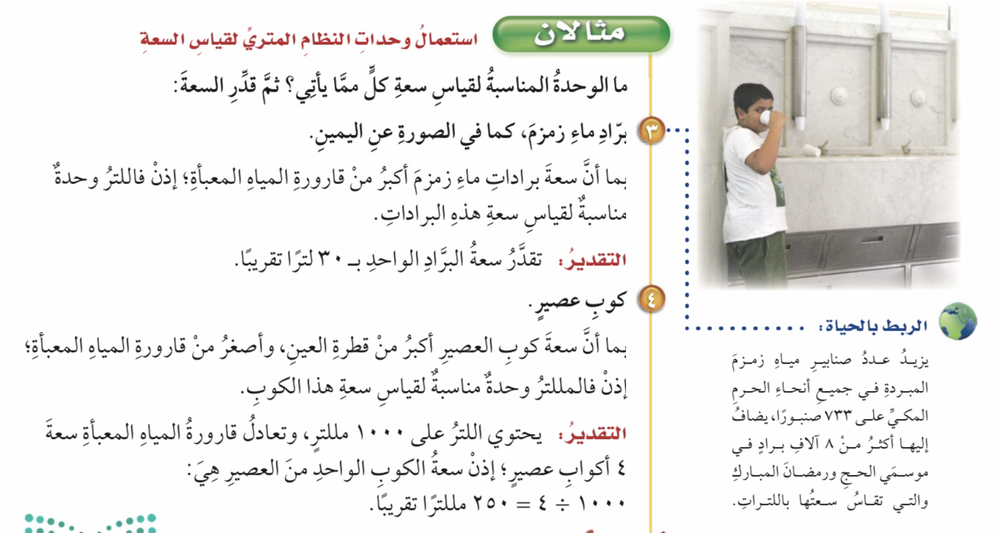 مثالان
استعمالُ وحداتِ النظامِ المتريِّ لقياسِ السعةِ
ما الوحدةُ المناسبةُ لقياسِ سعةِ كلٍّ ممَّا يأتِي؟ ثمَّ قدِّرِ السعةَ:
٣ برّادِ ماءِ زمزمَ، كما في الصورةِ عنِ اليمينِ.
بما أنَّ سعةَ براداتِ ماءِ زمزمَ أكبرُ منْ قارورةِ المياهِ المعبأةِ؛ إذنْ فاللترُ وحدةٌ
مناسبةٌ لقياسِ سعةِ هذهِ البراداتِ.
التقديرُ: تقدَّرُ سعةُ البرَّادِ الواحدِ بـ ٣٠ لترًا تقريبًا.
٤ كوبِ عصيرٍ.
بما أنَّ سعةَ كوبِ العصيرِ أكبرُ منْ قطرةِ العينِ، وأصغرُ منْ قارورةِ المياهِ المعبأةِ؛
إذنْ فالمللترُ وحدةٌ مناسبةٌ لقياسِ سعةِ هذا الكوبِ.
التقديرُ: يحتوي اللترُ على ١٠٠٠ مللترٍ، وتعادلُ قارورةُ المياهِ المعبأةِ سعةَ
٤ أكوابِ عصيرٍ؛ إذنْ سعةُ الكوبِ الواحدِ منَ العصيرِ هِيَ:
١٠٠٠ ÷ ٤ = ٢٥٠ مللترًا تقريبًا.
الربط بالحياة:
يزيدُ عددُ صنابيرِ مياهِ زمزمَ
المبردةِ في جميعِ أنحاءِ الحرمِ
المكيِّ على ٧٣٣ صنبورًا، يضافُ
إليها أكثرُ منْ ٨ آلافِ برادٍ في
موسمَي الحجِ ورمضانَ المباركِ
والتي تقاسُ سعتُها باللتراتِ.